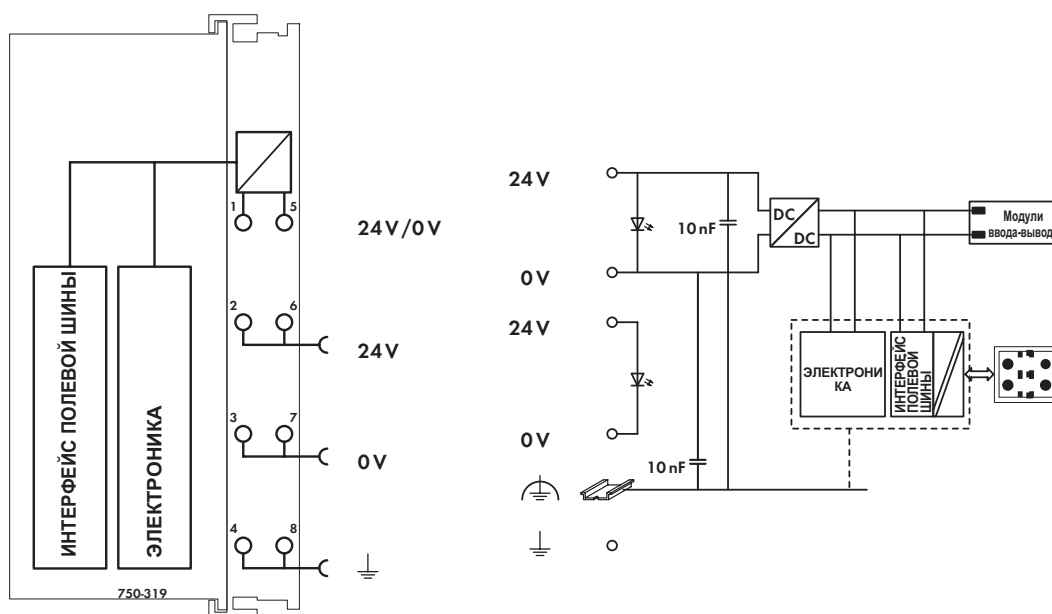 ИНТЕРФЕЙС ПОЛЕВОЙ ШИНЫ
ЭЛЕКТРОНИКА
750-319
1 5
2 6
3 7
4 8
24V/0V
24V
0V
24V
0V
24V
0V
10nF
10nF
DC
DC
Модули
ввода-вывод
ЭЛЕКТРОНИ
КА
ИНТЕРФЕЙС
ПОЛЕВОЙ
ШИНЫ